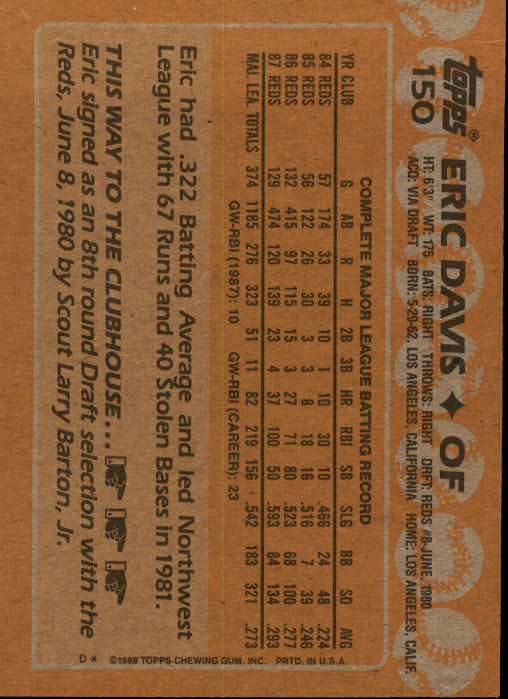 topps®
150
ERIC DAVIS ✦ OF
HT: 6'3" WT: 175 BATS: RIGHT THROWS: RIGHT DRFT: REDS #8-JUNE, 1980
ACQ: VIA DRAFT BORN: 5-29-62, LOS ANGELES, CALIFORNIA HOME: LOS ANGELES, CALIF.
COMPLETE MAJOR LEAGUE BATTING RECORD
YR CLUB G AB R H 2B 3B HR RBI SB SLG BB SO AVG
84 REDS 57 174 33 39 10 1 10 30 10 .466 24 48 .224
85 REDS 56 122 26 30 3 3 8 18 16 .516 7 39 .246
86 REDS 132 415 97 115 15 3 27 71 80 .523 68 100 .277
87 REDS 129 474 120 139 23 4 37 100 50 .593 84 134 .293
MAJ. LEA. TOTALS 374 1185 276 323 51 11 82 219 156 .542 183 321 .273
GW-RBI (1987): 10 GW-RBI (CAREER): 23
Eric had .322 Batting Average and led Northwest
League with 67 Runs and 40 Stolen Bases in 1981.
THIS WAY TO THE CLUBHOUSE...
Eric signed as an 8th round Draft selection with the
Reds, June 8, 1980 by Scout Larry Barton, Jr.
D* ©1988 TOPPS CHEWING GUM, INC. PRTD. IN U.S.A.